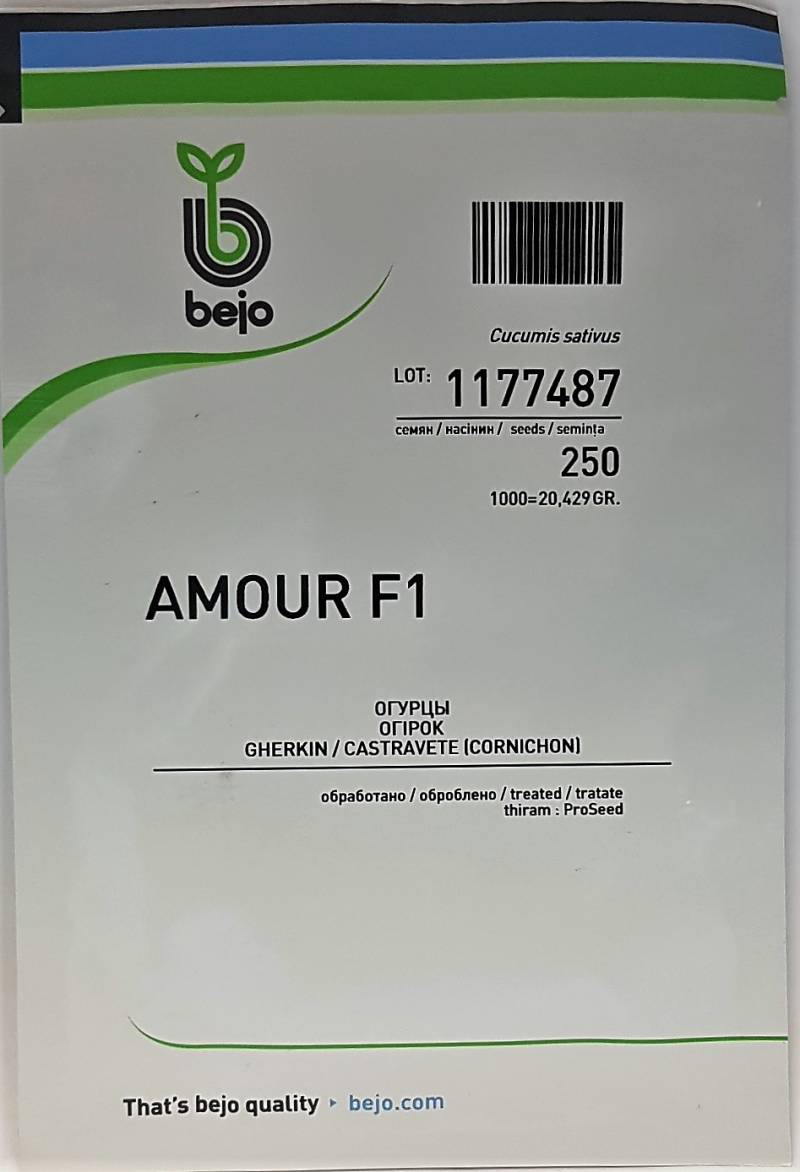 bejo
Cucumis sativus
LOT: 1177487
семян / насінин / seeds / semința
250
1000=20,429 GR.
AMOUR F1
ОГУРЦЫ
ОГІРОК
GHERKIN / CASTRAVETE (CORNICHON)
обработано / оброблено / treated / tratate
thiram : ProSeed
That's bejo quality ▸ bejo.com